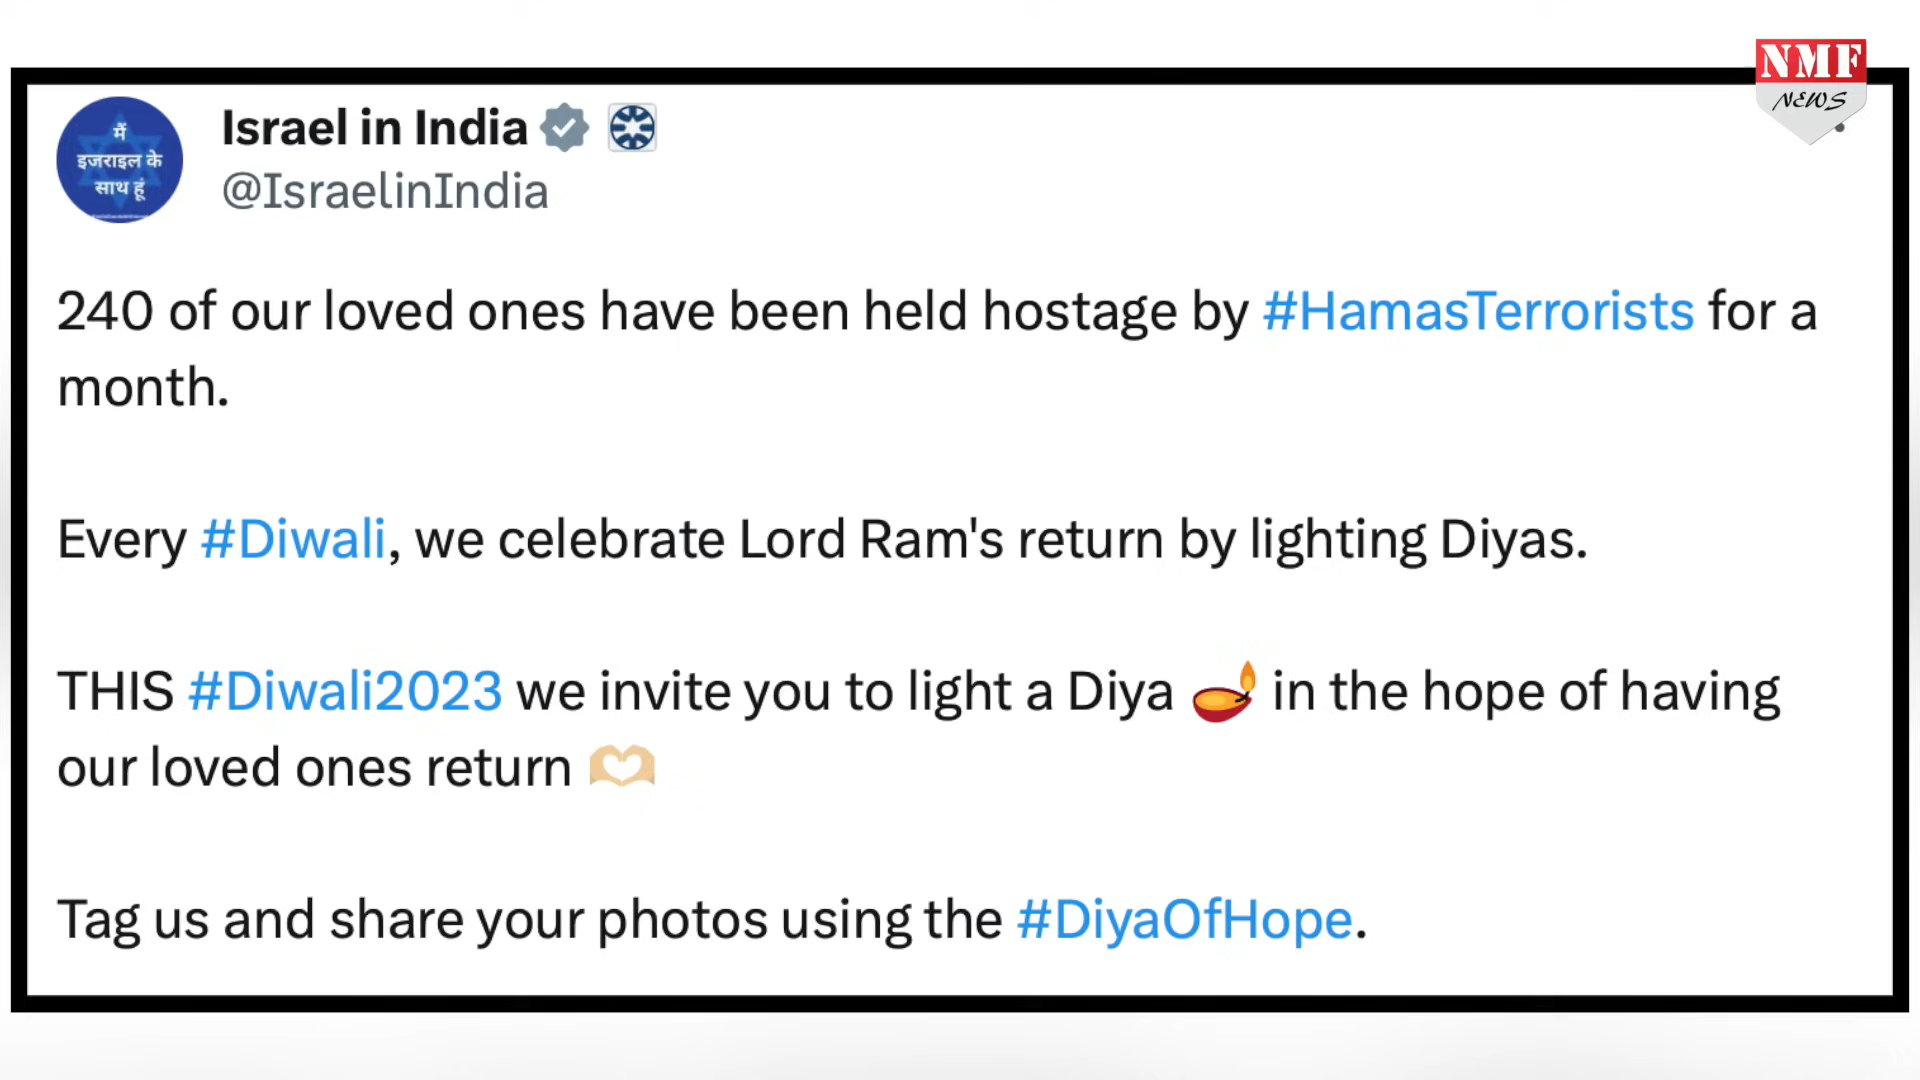 NMF
NEWS
Israel in India
@IsraelinIndia
मैं
इजराइल के
साथ हूं
240 of our loved ones have been held hostage by #HamasTerrorists for a
month.
Every #Diwali, we celebrate Lord Ram's return by lighting Diyas.
THIS #Diwali2023 we invite you to light a Diya 🪔 in the hope of having
our loved ones return 🫶🏼
Tag us and share your photos using the #DiyaOfHope.